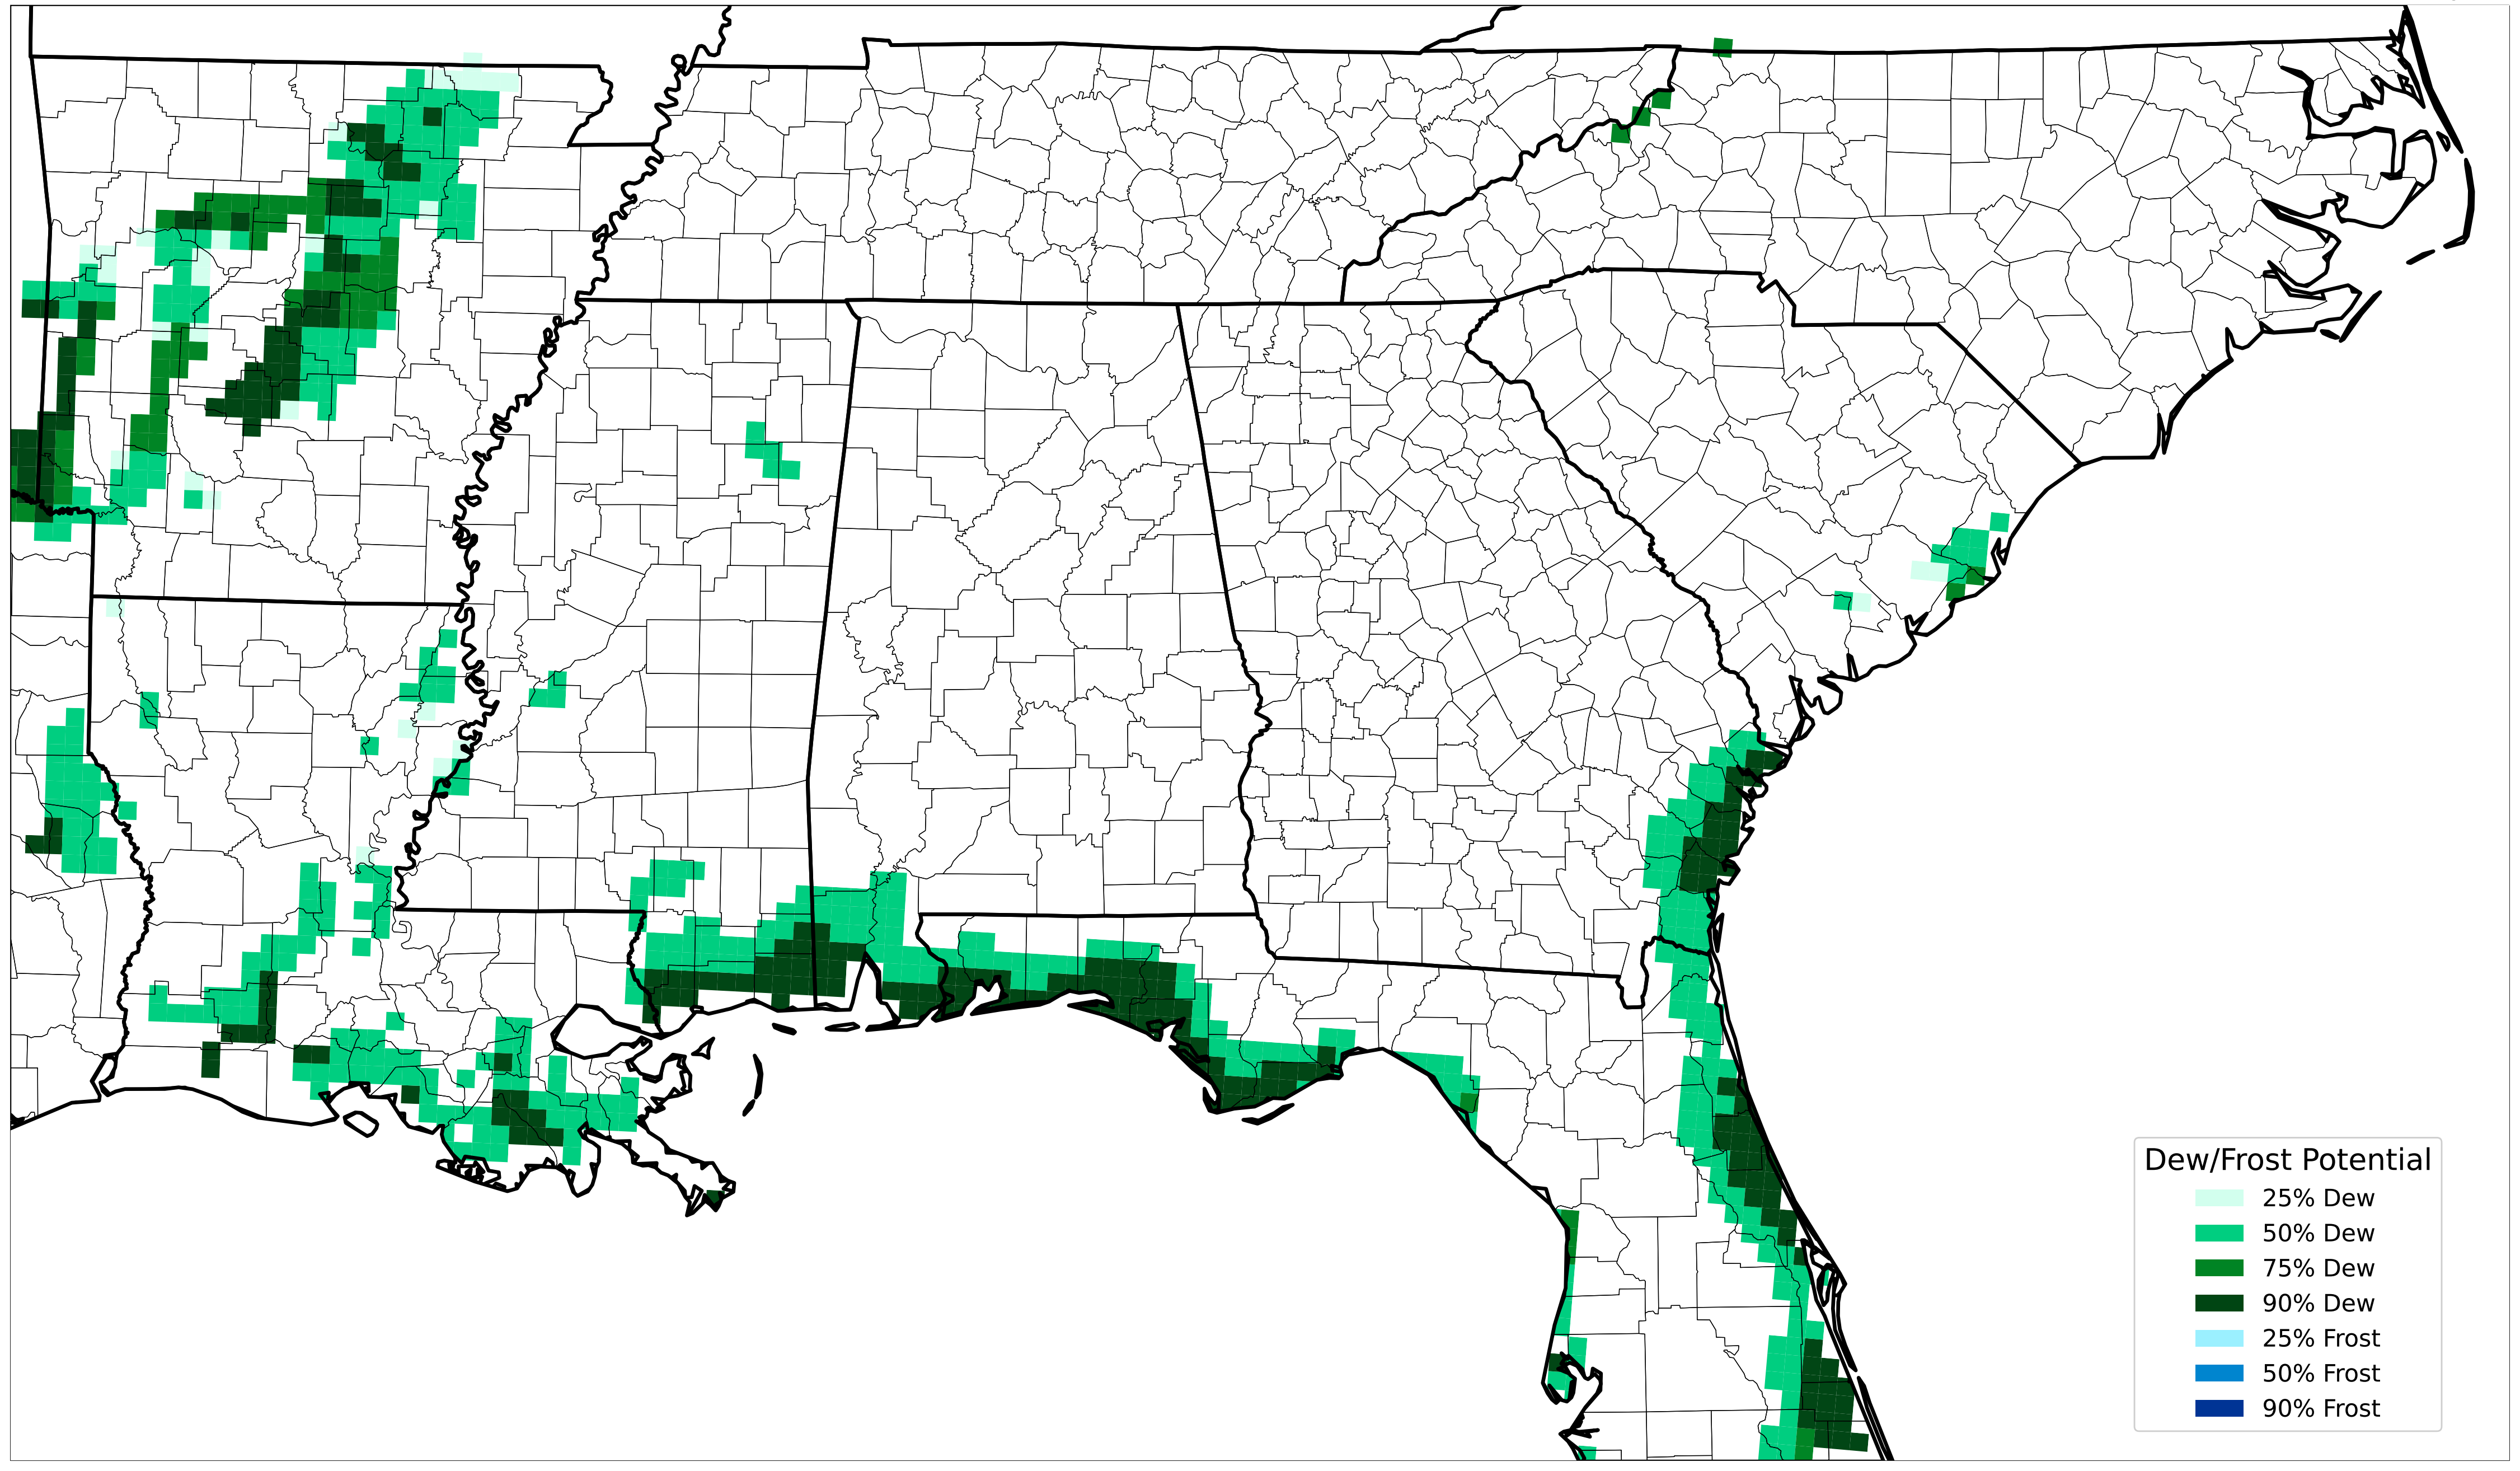 Dew/Frost Potential
25% Dew
50% Dew
75% Dew
90% Dew
25% Frost
50% Frost
90% Frost